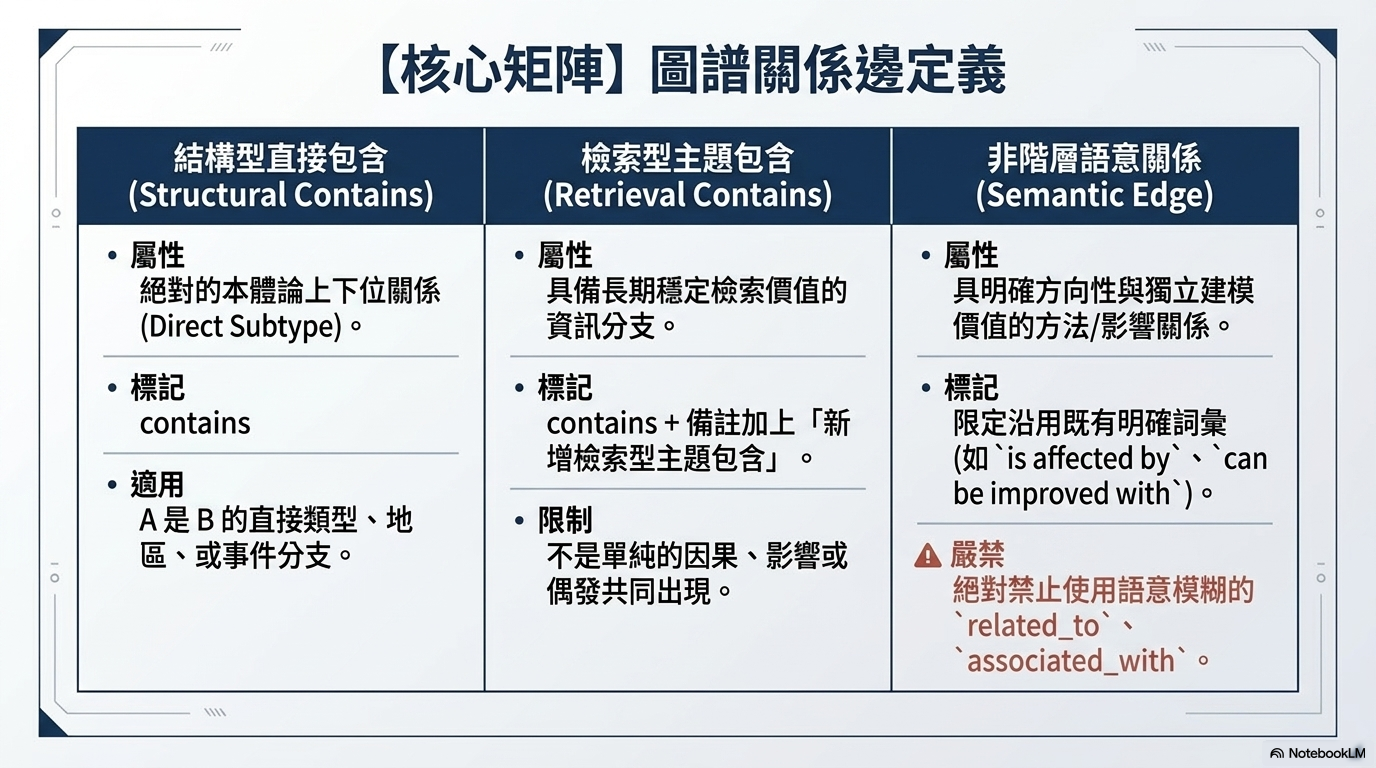 【核心矩陣】圖譜關係邊定義
結構型直接包含
(Structural Contains)
• 屬性
絕對的本體論上下位關係
(Direct Subtype)。
• 標記
contains
• 適用
A 是 B 的直接類型、地
區、或事件分支。
檢索型主題包含
(Retrieval Contains)
• 屬性
具備長期穩定檢索價值的
資訊分支。
• 標記
contains + 備註加上「新
增檢索型主題包含」。
• 限制
不是單純的因果、影響或
偶發共同出現。
非階層語意關係
(Semantic Edge)
• 屬性
具明確方向性與獨立建模
價值的方法/影響關係。
• 標記
限定沿用既有明確詞彙
(如`is affected by`、`can
be improved with`)。
嚴禁
絕對禁止使用語意模糊的
`related_to`、
`associated_with`。
NotebookLM